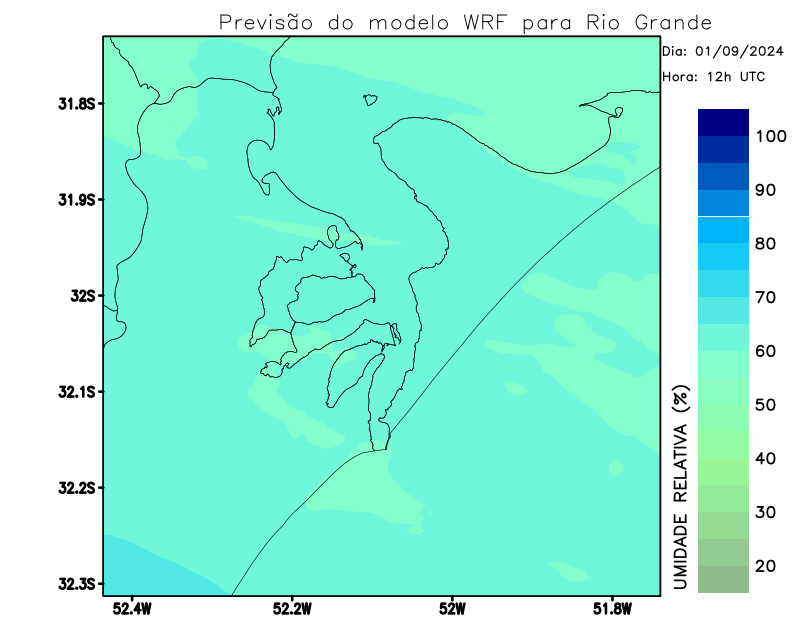 Previsão do modelo WRF para Rio Grande
Dia: 01/09/2024
Hora: 12h UTC
31.8S
31.9S
32S
32.1S
32.2S
32.3S
52.4W
52.2W
52W
51.8W
100
90
80
70
60
50
40
30
20
UMIDADE RELATIVA (%)